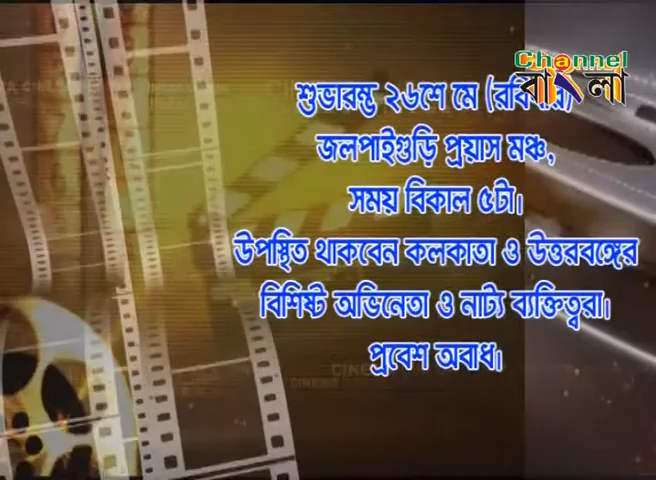 Channel
বাংলা
শুভারম্ভ ২৬শে মে (রবিবার)
জলপাইগুড়ি প্রয়াস মঞ্চ,
সময় বিকাল ৫টা।
উপস্থিত থাকবেন কলকাতা ও উত্তরবঙ্গের
বিশিষ্ট অভিনেতা ও নাট্য ব্যক্তিত্বরা।
প্রবেশ অবাধ।